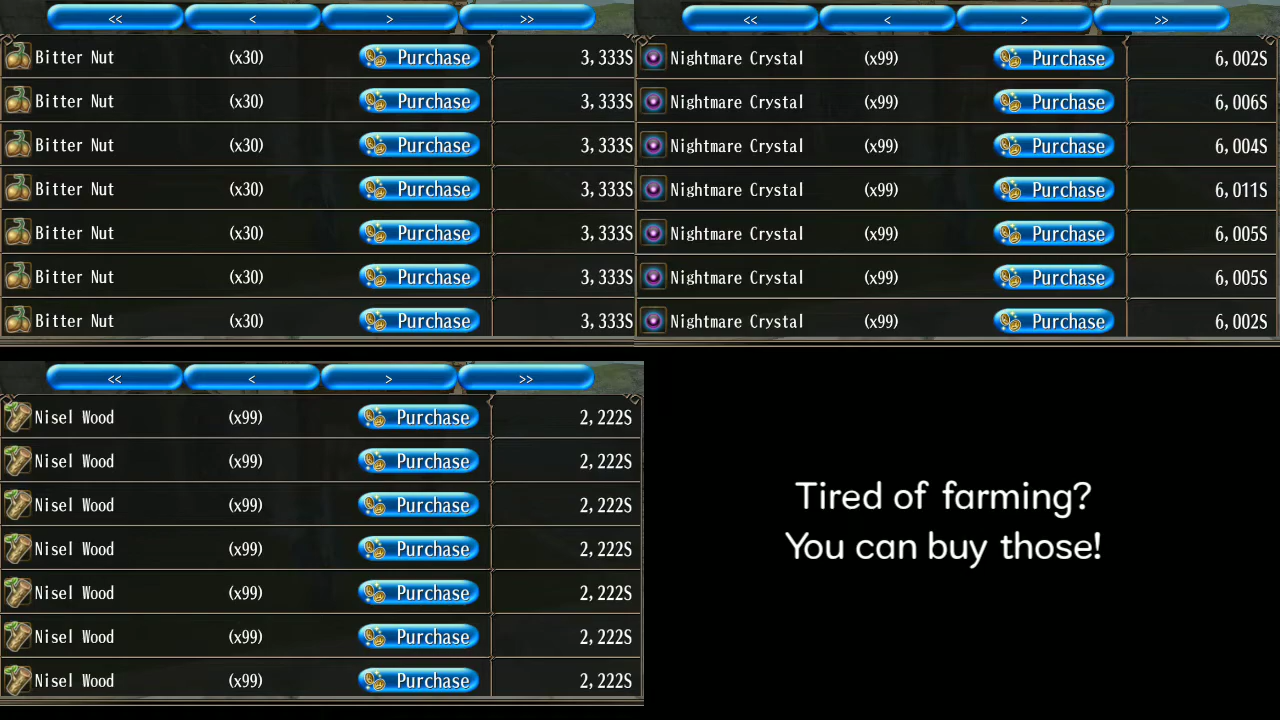 << < > >>
Bitter Nut (x30) Purchase 3,333S
Bitter Nut (x30) Purchase 3,333S
Bitter Nut (x30) Purchase 3,333S
Bitter Nut (x30) Purchase 3,333S
Bitter Nut (x30) Purchase 3,333S
Bitter Nut (x30) Purchase 3,333S
Bitter Nut (x30) Purchase 3,333S
<< < > >>
Nightmare Crystal (x99) Purchase 6,002S
Nightmare Crystal (x99) Purchase 6,006S
Nightmare Crystal (x99) Purchase 6,004S
Nightmare Crystal (x99) Purchase 6,011S
Nightmare Crystal (x99) Purchase 6,005S
Nightmare Crystal (x99) Purchase 6,005S
Nightmare Crystal (x99) Purchase 6,002S
<< < > >>
Nisel Wood (x99) Purchase 2,222S
Nisel Wood (x99) Purchase 2,222S
Nisel Wood (x99) Purchase 2,222S
Nisel Wood (x99) Purchase 2,222S
Nisel Wood (x99) Purchase 2,222S
Nisel Wood (x99) Purchase 2,222S
Nisel Wood (x99) Purchase 2,222S
Tired of farming?
You can buy those!